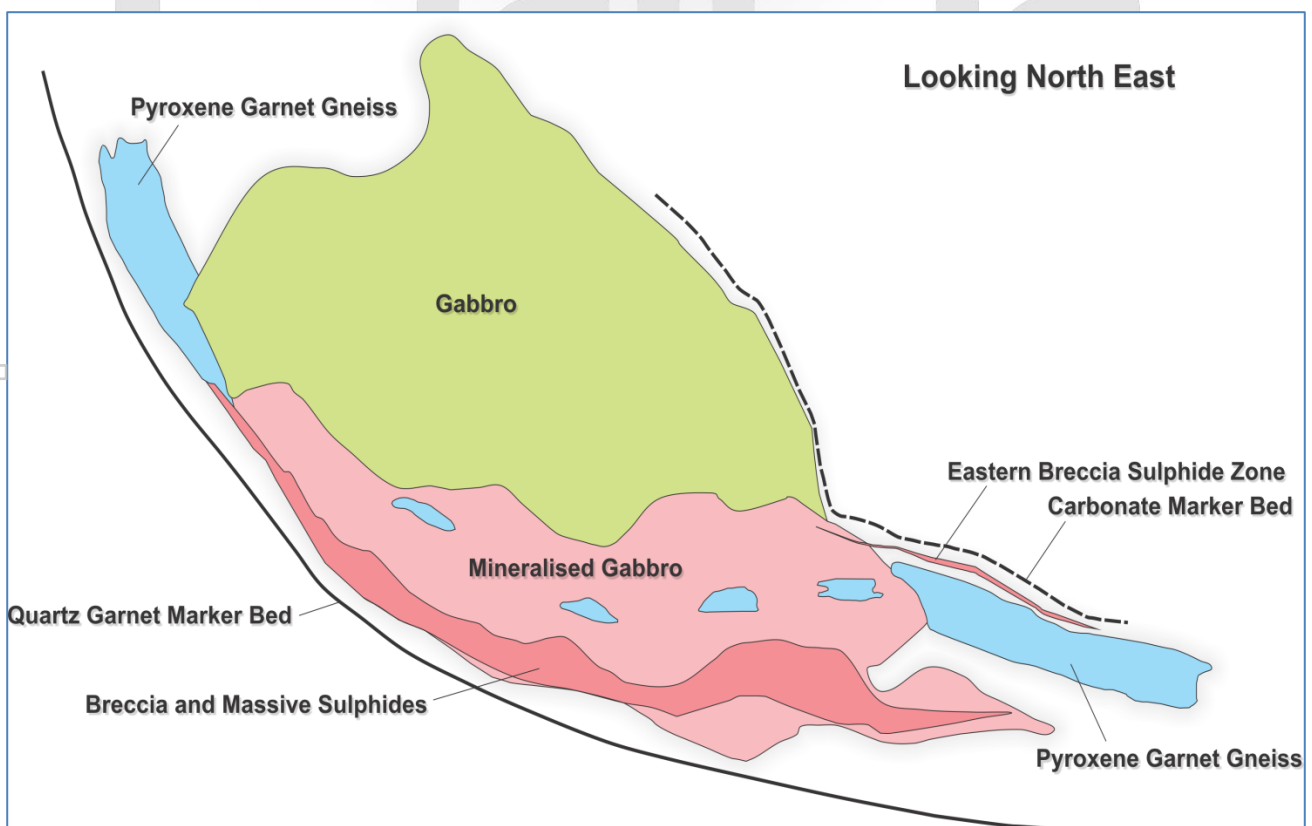 Looking North East
Pyroxene Garnet Gneiss
Gabbro
Eastern Breccia Sulphide Zone
Carbonate Marker Bed
Mineralised Gabbro
Quartz Garnet Marker Bed
Breccia and Massive Sulphides
Pyroxene Garnet Gneiss